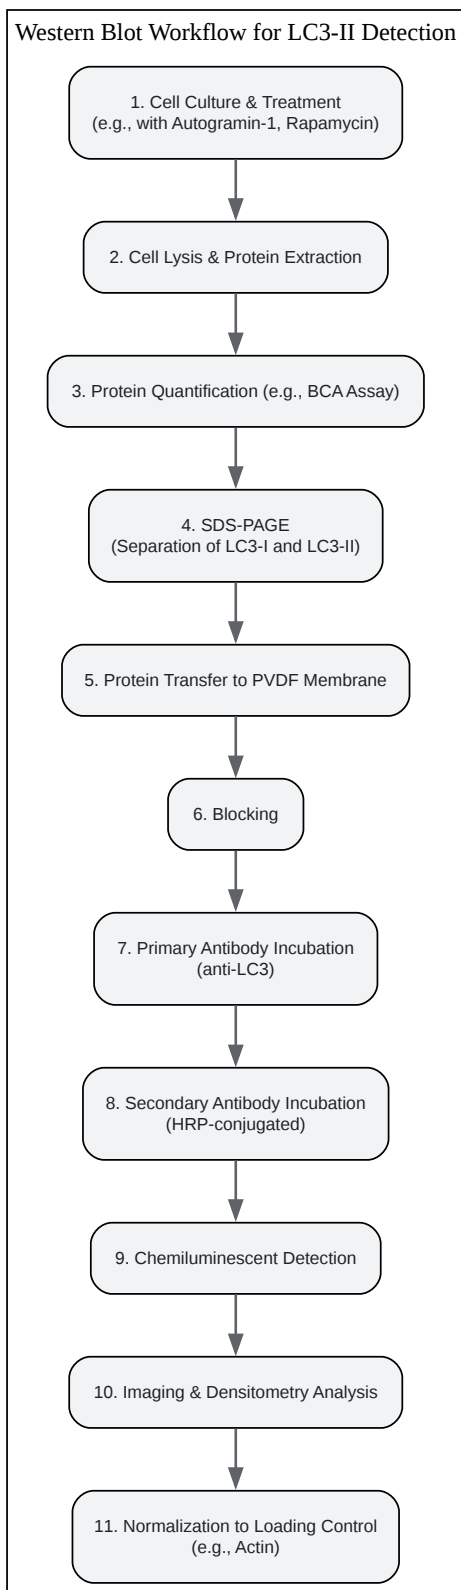 Western Blot Workflow for LC3-II Detection
1. Cell Culture & Treatment
(e.g., with Autogramin-1, Rapamycin)
2. Cell Lysis & Protein Extraction
3. Protein Quantification (e.g., BCA Assay)
4. SDS-PAGE
(Separation of LC3-I and LC3-II)
5. Protein Transfer to PVDF Membrane
6. Blocking
7. Primary Antibody Incubation
(anti-LC3)
8. Secondary Antibody Incubation
(HRP-conjugated)
9. Chemiluminescent Detection
10. Imaging & Densitometry Analysis
11. Normalization to Loading Control
(e.g., Actin)